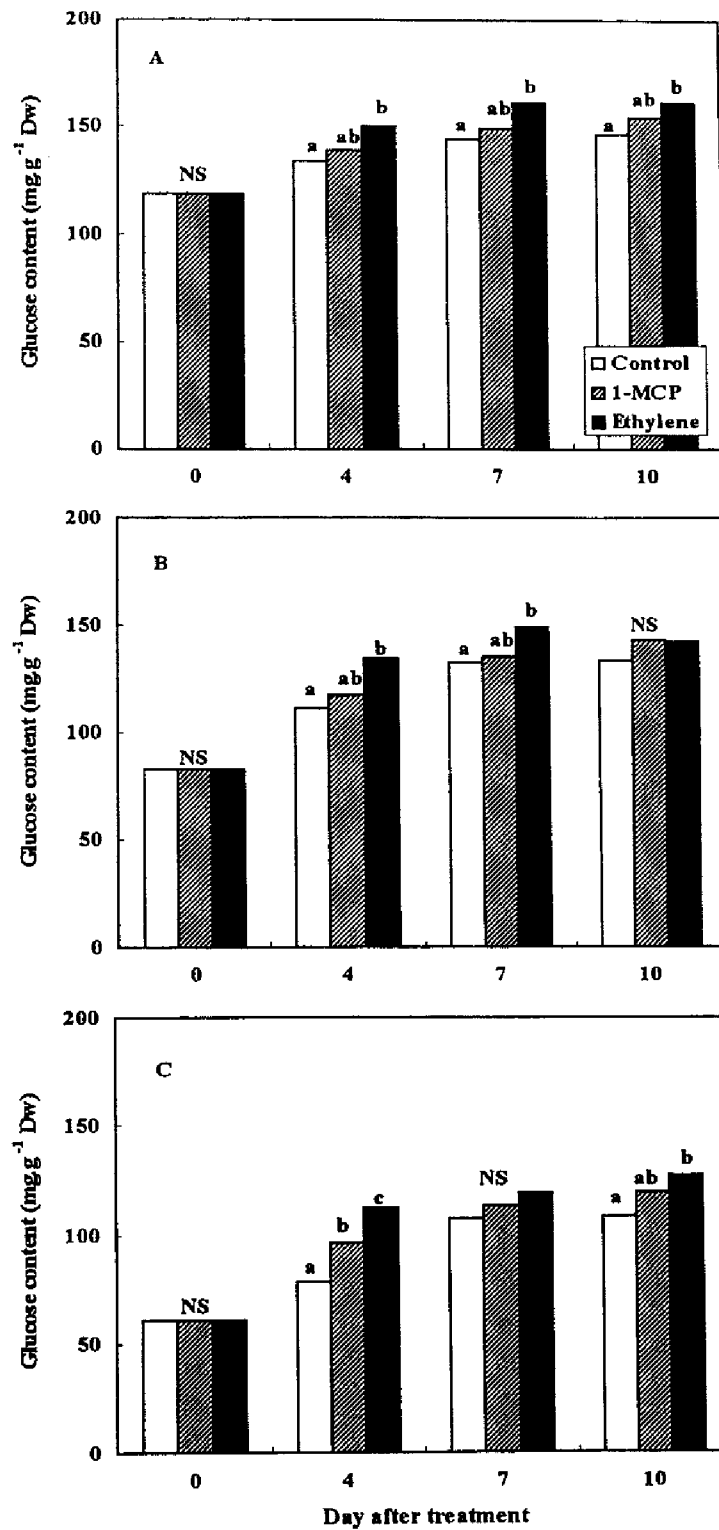 200
A
b
b
b
150
ab
ab
ab
a
a
a
NS
Glucose content (mg.g-1 Dw)
100
50
Control
1-MCP
Ethylene
0
0 4 7 10
200
B
b
150
NS
b
ab
a
ab
a
Glucose content (mg.g-1 Dw)
100
NS
50
0
0 4 7 10
200
C
150
b
NS
ab
c
a
b
Glucose content (mg.g-1 Dw)
100
a
NS
50
0
0 4 7 10
Day after treatment